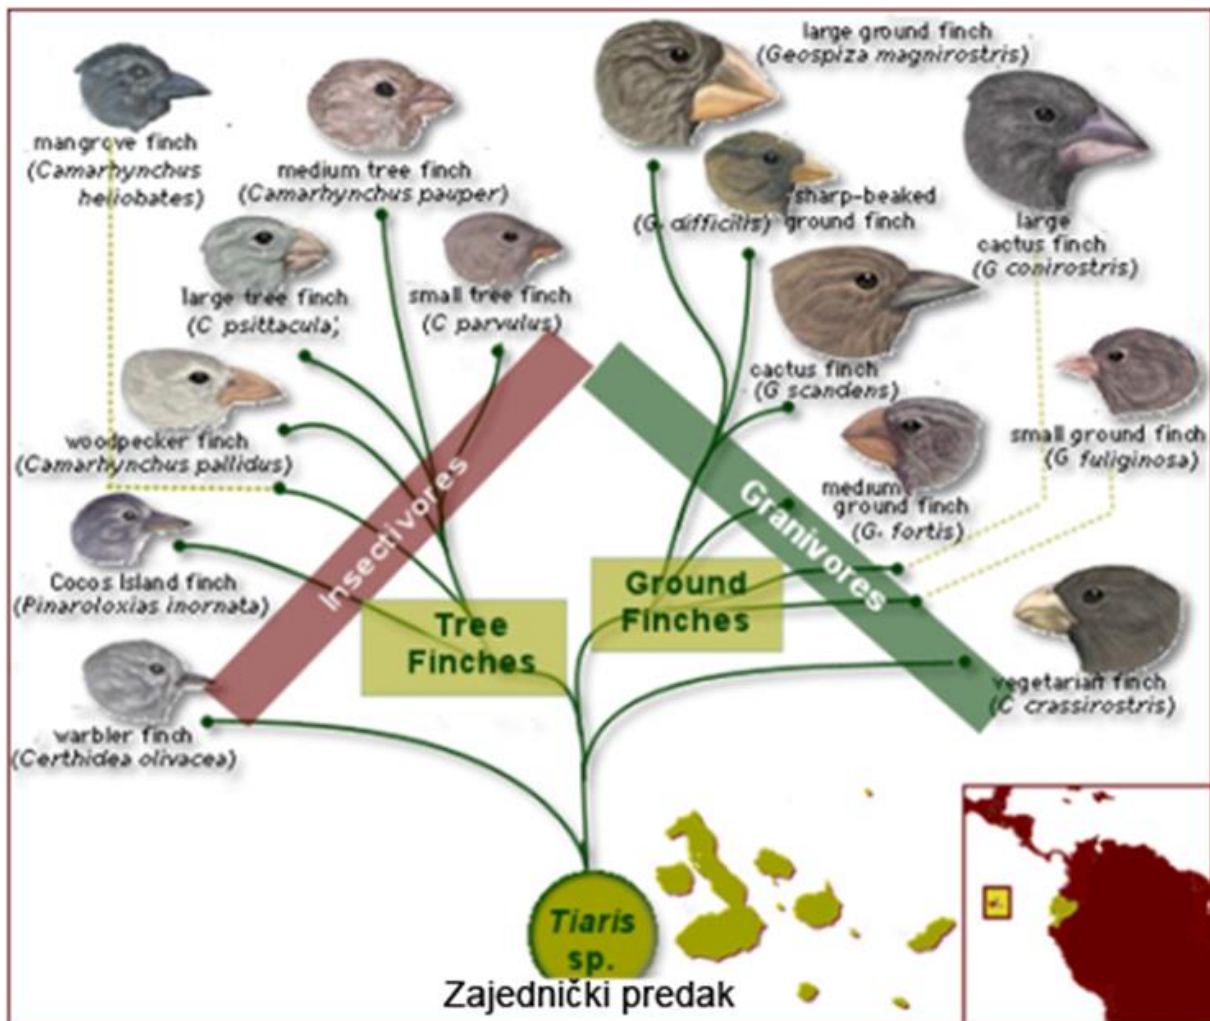 mangrove finch
(Camarhynchus
heliobates)
medium tree finch
(Camarhynchus pauper)
large tree finch
(C psittacula,
small tree finch
(C parvulus)
woodpecker finch
(Camarhynchus pallidus)
Cocos Island finch
(Pinaroloxias inornata)
warbler finch
(Certhidea olivacea)
Insectivores
Tree
Finches
large ground finch
(Geospiza magnirostris)
sharp-beaked
(G. difficilis) ground finch
large
cactus finch
(G conirostris)
cactus finch
(G scandens)
small ground finch
(G fuliginosa)
medium
ground finch
(G. fortis)
Granivores
Ground
Finches
vegetarian finch
(C crassirostris)
Tiaris
sp.
Zajednički predak